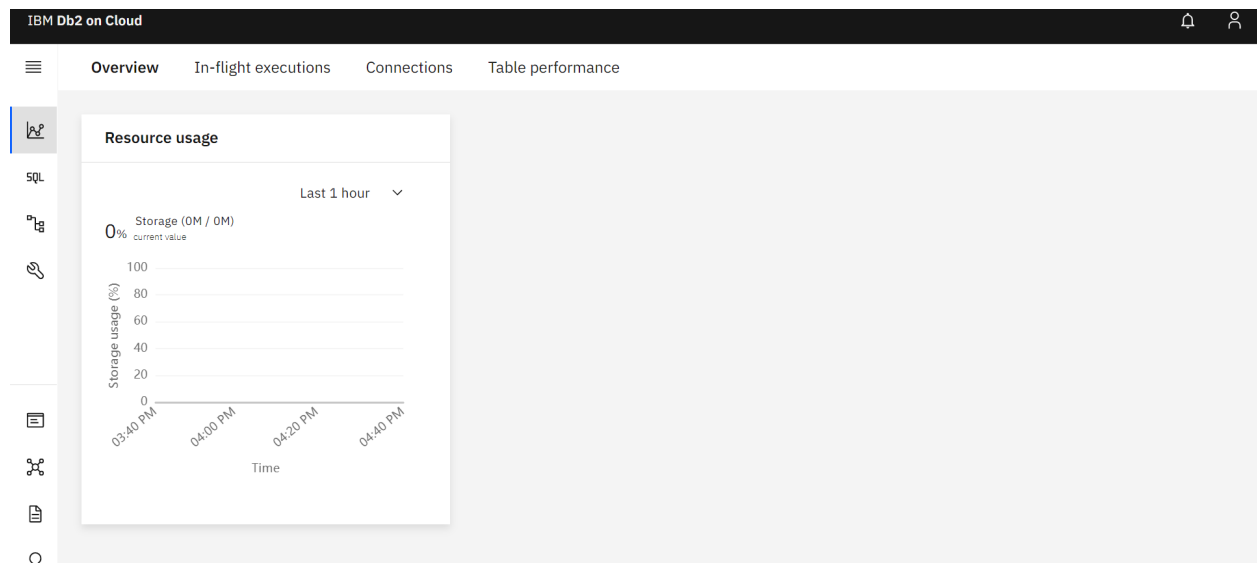 IBM Db2 on Cloud
Overview In-flight executions Connections Table performance
Resource usage
SQL
Last 1 hour
0% Storage (0M / 0M)
current value
100
80
60
40
20
0
Storage usage (%)
03:40 PM 04:00 PM 04:20 PM 04:40 PM
Time